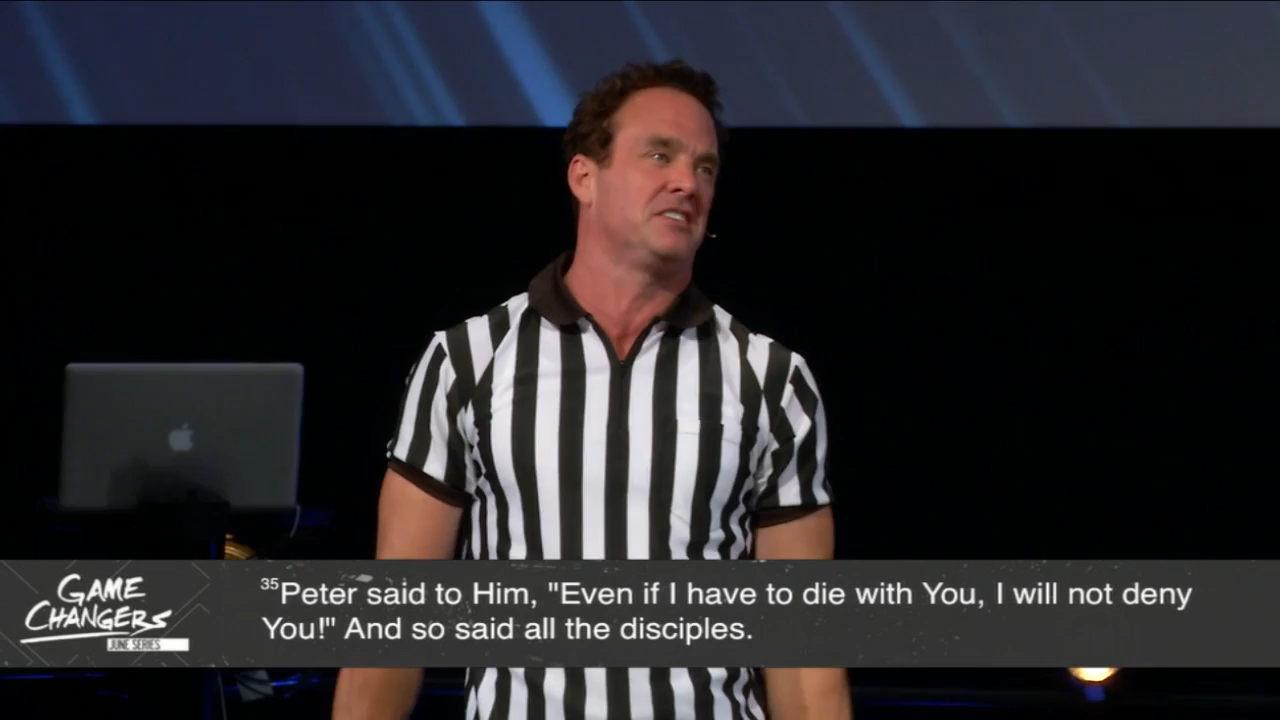 GAME
CHANGERS
JUNE SERIES
35Peter said to Him, "Even if I have to die with You, I will not deny
You!" And so said all the disciples.